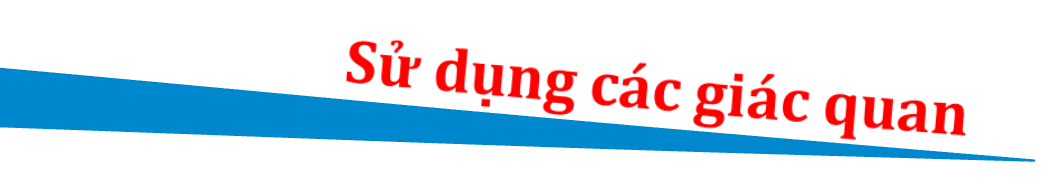 Sử dụng các giác quan